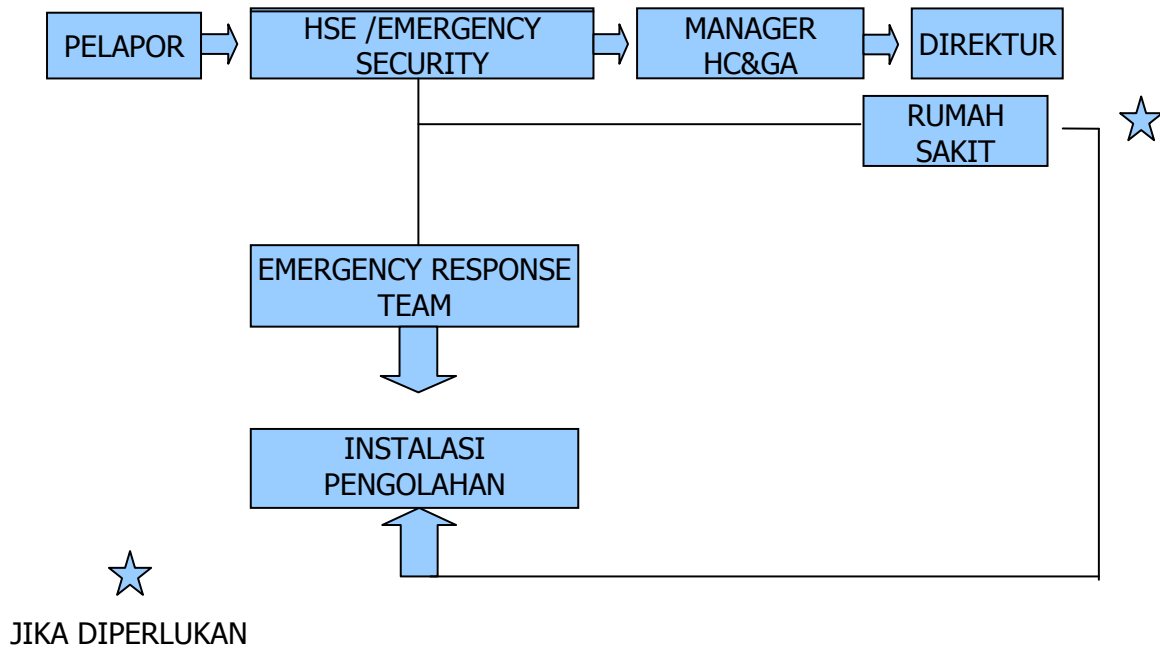 PELAPOR
HSE /EMERGENCY
SECURITY
MANAGER
HC&GA
DIREKTUR
RUMAH
SAKIT
EMERGENCY RESPONSE
TEAM
INSTALASI
PENGOLAHAN
JIKA DIPERLUKAN